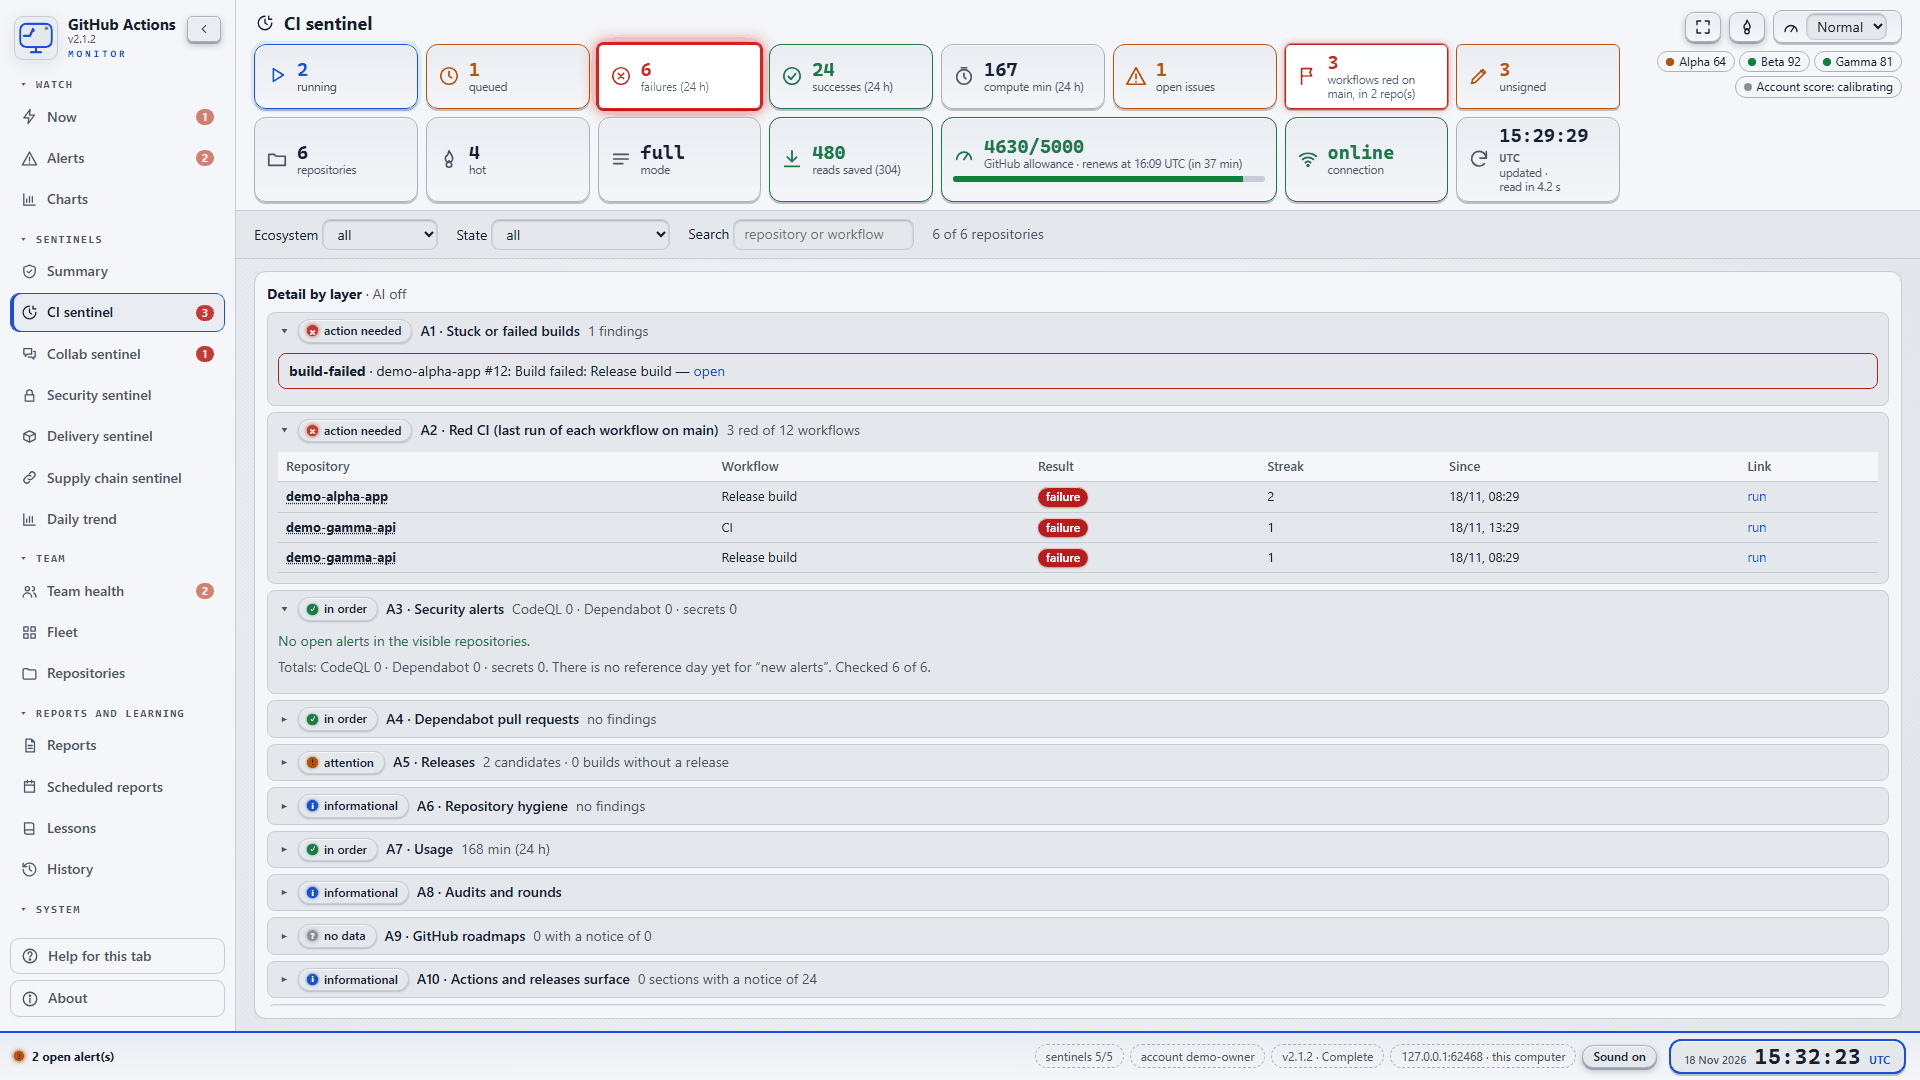 GitHub Actions
v2.1.2
MONITOR
WATCH
Now 1
Alerts 2
Charts
SENTINELS
Summary
CI sentinel 3
Collab sentinel 1
Security sentinel
Delivery sentinel
Supply chain sentinel
Daily trend
TEAM
Team health 2
Fleet
Repositories
REPORTS AND LEARNING
Reports
Scheduled reports
Lessons
History
SYSTEM
Help for this tab
About
CI sentinel
Normal
Alpha 64 Beta 92 Gamma 81
Account score: calibrating
2
running
1
queued
6
failures (24 h)
24
successes (24 h)
167
compute min (24 h)
1
open issues
3
workflows red on
main, in 2 repo(s)
3
unsigned
6
repositories
4
hot
full
mode
480
reads saved (304)
4630/5000
GitHub allowance · renews at 16:09 UTC (in 37 min)
online
connection
15:29:29
UTC
updated ·
read in 4.2 s
Ecosystem all State all Search repository or workflow 6 of 6 repositories
Detail by layer · AI off
action needed A1 · Stuck or failed builds 1 findings
build-failed · demo-alpha-app #12: Build failed: Release build — open
action needed A2 · Red CI (last run of each workflow on main) 3 red of 12 workflows
Repository Workflow Result Streak Since Link
demo-alpha-app Release build failure 2 18/11, 08:29 run
demo-gamma-api CI failure 1 18/11, 13:29 run
demo-gamma-api Release build failure 1 18/11, 08:29 run
in order A3 · Security alerts CodeQL 0 · Dependabot 0 · secrets 0
No open alerts in the visible repositories.
Totals: CodeQL 0 · Dependabot 0 · secrets 0. There is no reference day yet for “new alerts”. Checked 6 of 6.
in order A4 · Dependabot pull requests no findings
attention A5 · Releases 2 candidates · 0 builds without a release
informational A6 · Repository hygiene no findings
in order A7 · Usage 168 min (24 h)
informational A8 · Audits and rounds
no data A9 · GitHub roadmaps 0 with a notice of 0
informational A10 · Actions and releases surface 0 sections with a notice of 24
2 open alert(s)
sentinels 5/5 account demo-owner v2.1.2 · Complete 127.0.0.1:62468 · this computer Sound on 18 Nov 2026 15:32:23 UTC